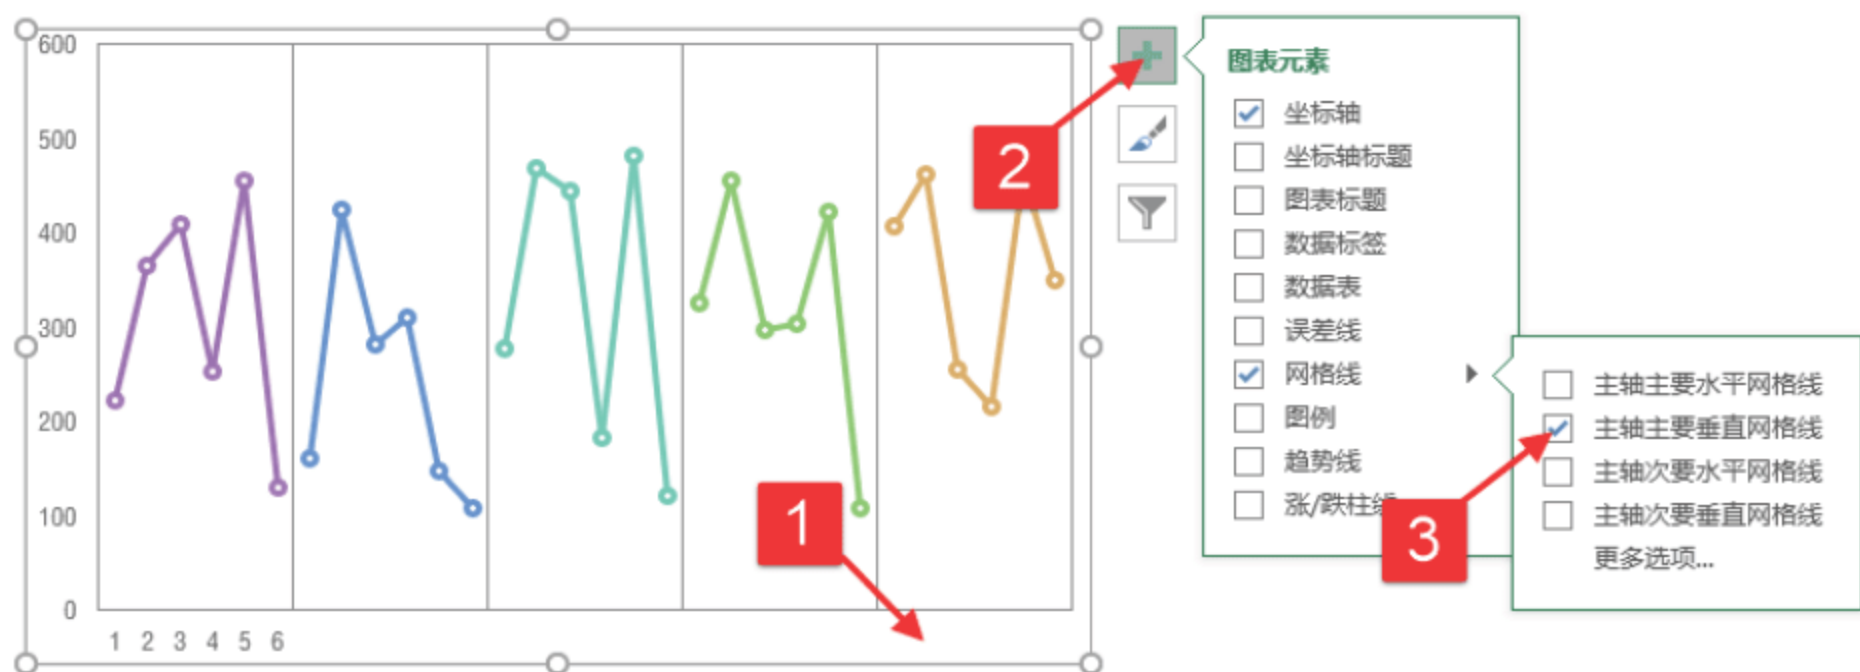 600
500
400
300
200
100
0
1 2 3 4 5 6
1
2
3
图表元素
坐标轴
坐标轴标题
图表标题
数据标签
数据表
误差线
网格线
图例
趋势线
涨/跌柱线
主轴主要水平网格线
主轴主要垂直网格线
主轴次要水平网格线
主轴次要垂直网格线
更多选项...